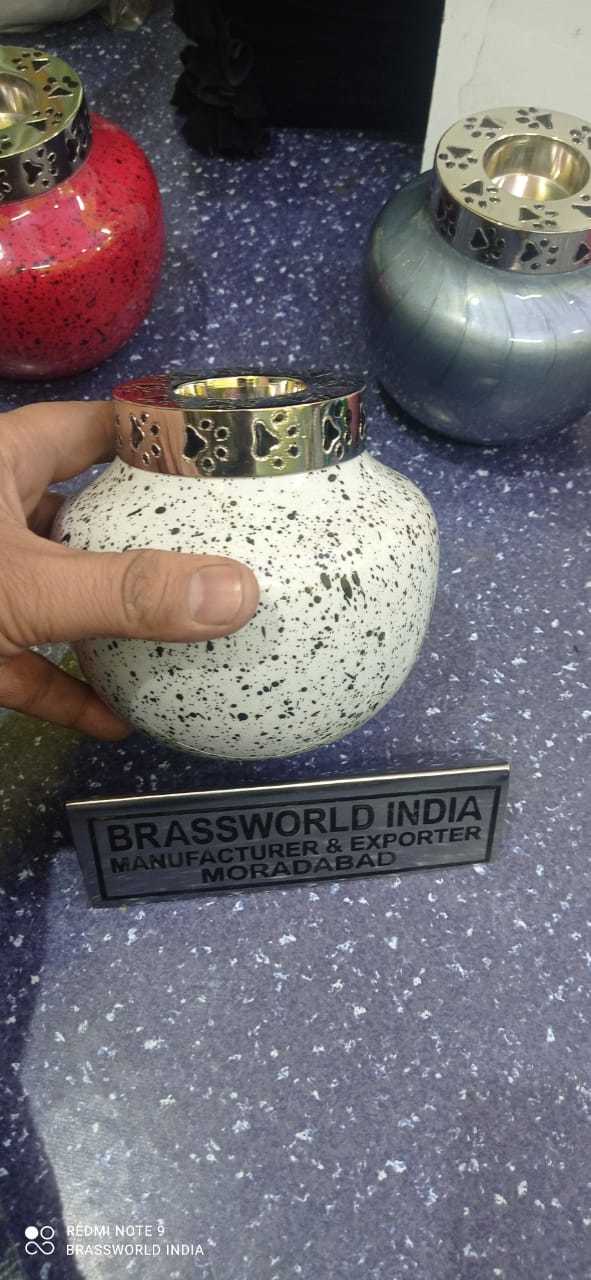 BRASSWORLD INDIA
MANUFACTURER & EXPORTER
MORADABAD
REDMI NOTE 9
BRASSWORLD INDIA